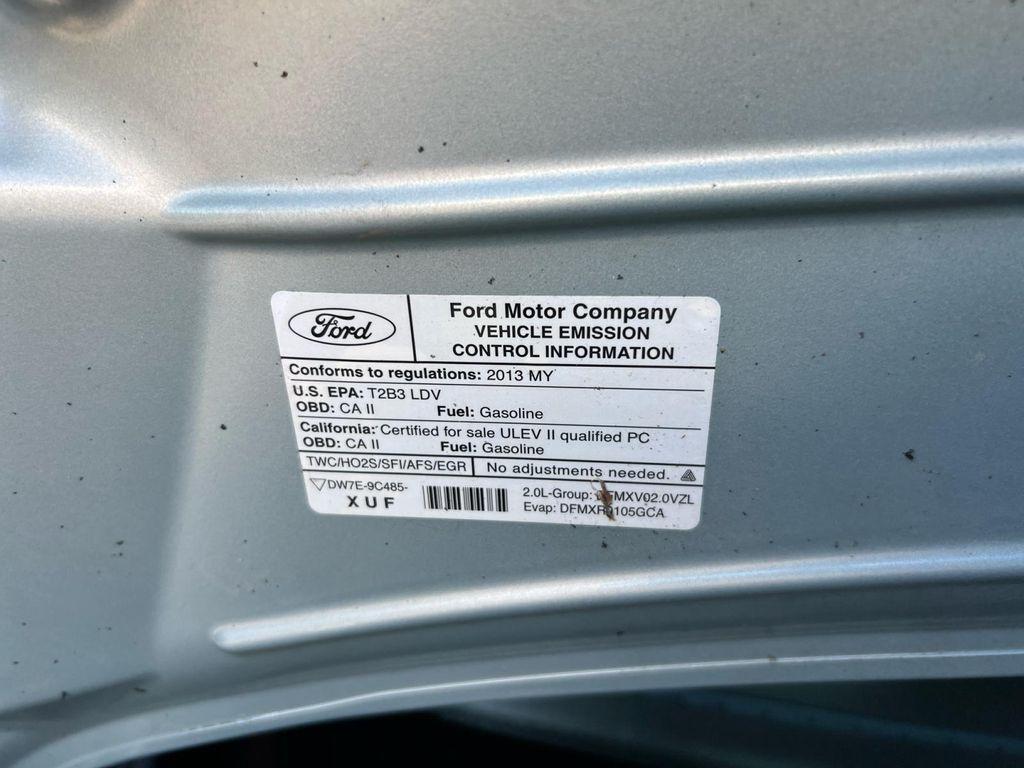 Ford
Ford Motor Company
VEHICLE EMISSION
CONTROL INFORMATION
Conforms to regulations: 2013 MY
U.S. EPA: T2B3 LDV
OBD: CA II Fuel: Gasoline
California: Certified for sale ULEV II qualified PC
OBD: CA II Fuel: Gasoline
TWC/HO2S/SFI/AFS/EGR No adjustments needed.
DW7E-9C485-
XUF
2.0L-Group:
Evap: